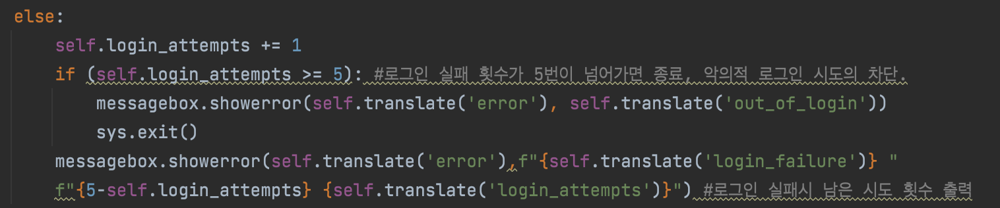 else:
    self.login_attempts += 1
    if (self.login_attempts >= 5): #로그인 실패 횟수가 5번이 넘어가면 종료, 악의적 로그인 시도의 차단.
        messagebox.showerror(self.translate('error'), self.translate('out_of_login'))
        sys.exit()
    messagebox.showerror(self.translate('error'),f"{self.translate('login_failure')} "
    f"{5-self.login_attempts} {self.translate('login_attempts')}") #로그인 실패시 남은 시도 횟수 출력